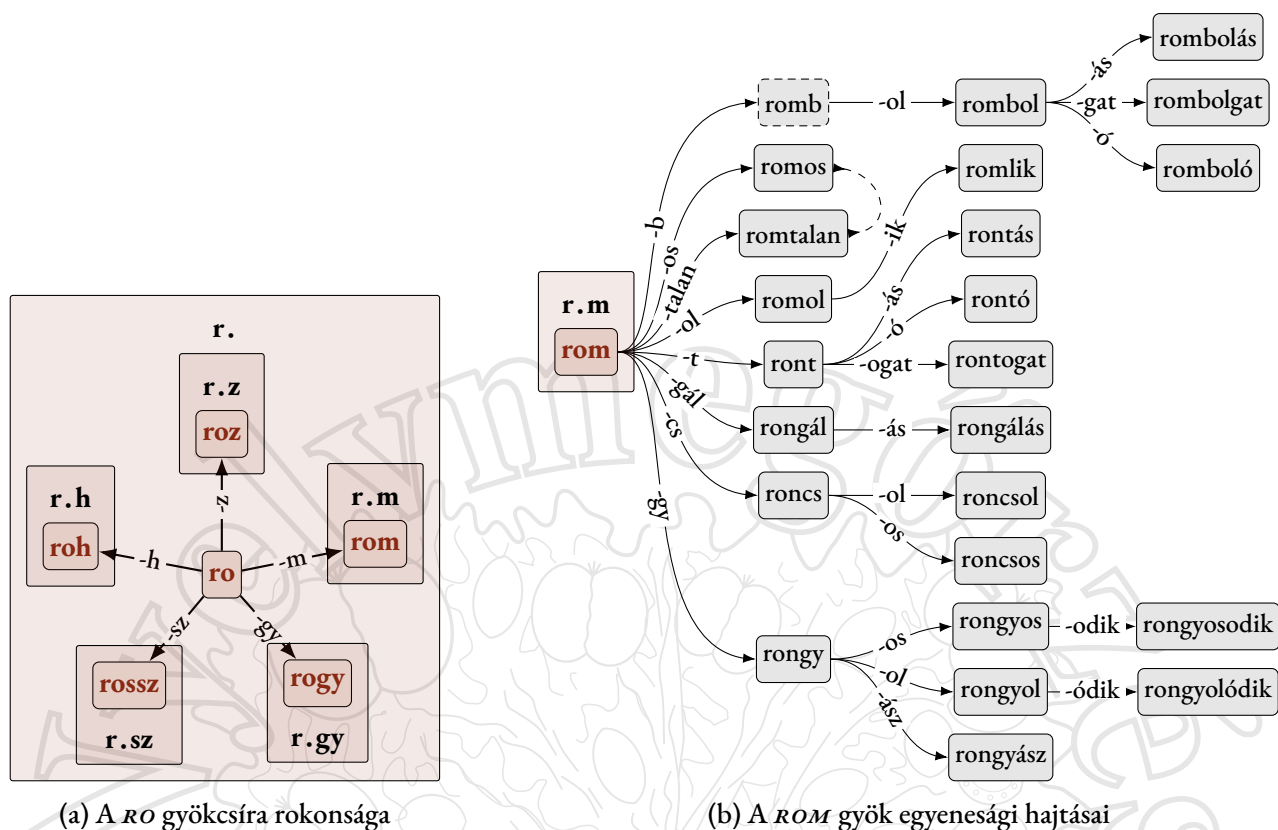 r.
r.z
roz
r.h
roh
r.m
rom
ro
-z
-h
-m
-sz
-gy
rossz
r.sz
rogy
r.gy
(a) A RO gyökcsíra rokonsága
r.m
rom
-b
-os
-talan
-ol
-t
-gál
-cs
-gy
romb
-ol
rombol
-ás
rombolás
-gat
rombolgat
-ó
romboló
romos
romtalan
romol
-ik
romlik
ront
-ás
rontás
-ó
rontó
-ogat
rontogat
rongál
-ás
rongálás
roncs
-ol
roncsol
-os
roncsos
rongy
-os
rongyos
-odik
rongyosodik
-ol
rongyol
-ódik
rongyolódik
-ász
rongyász
(b) A ROM gyök egyenesági hajtásai